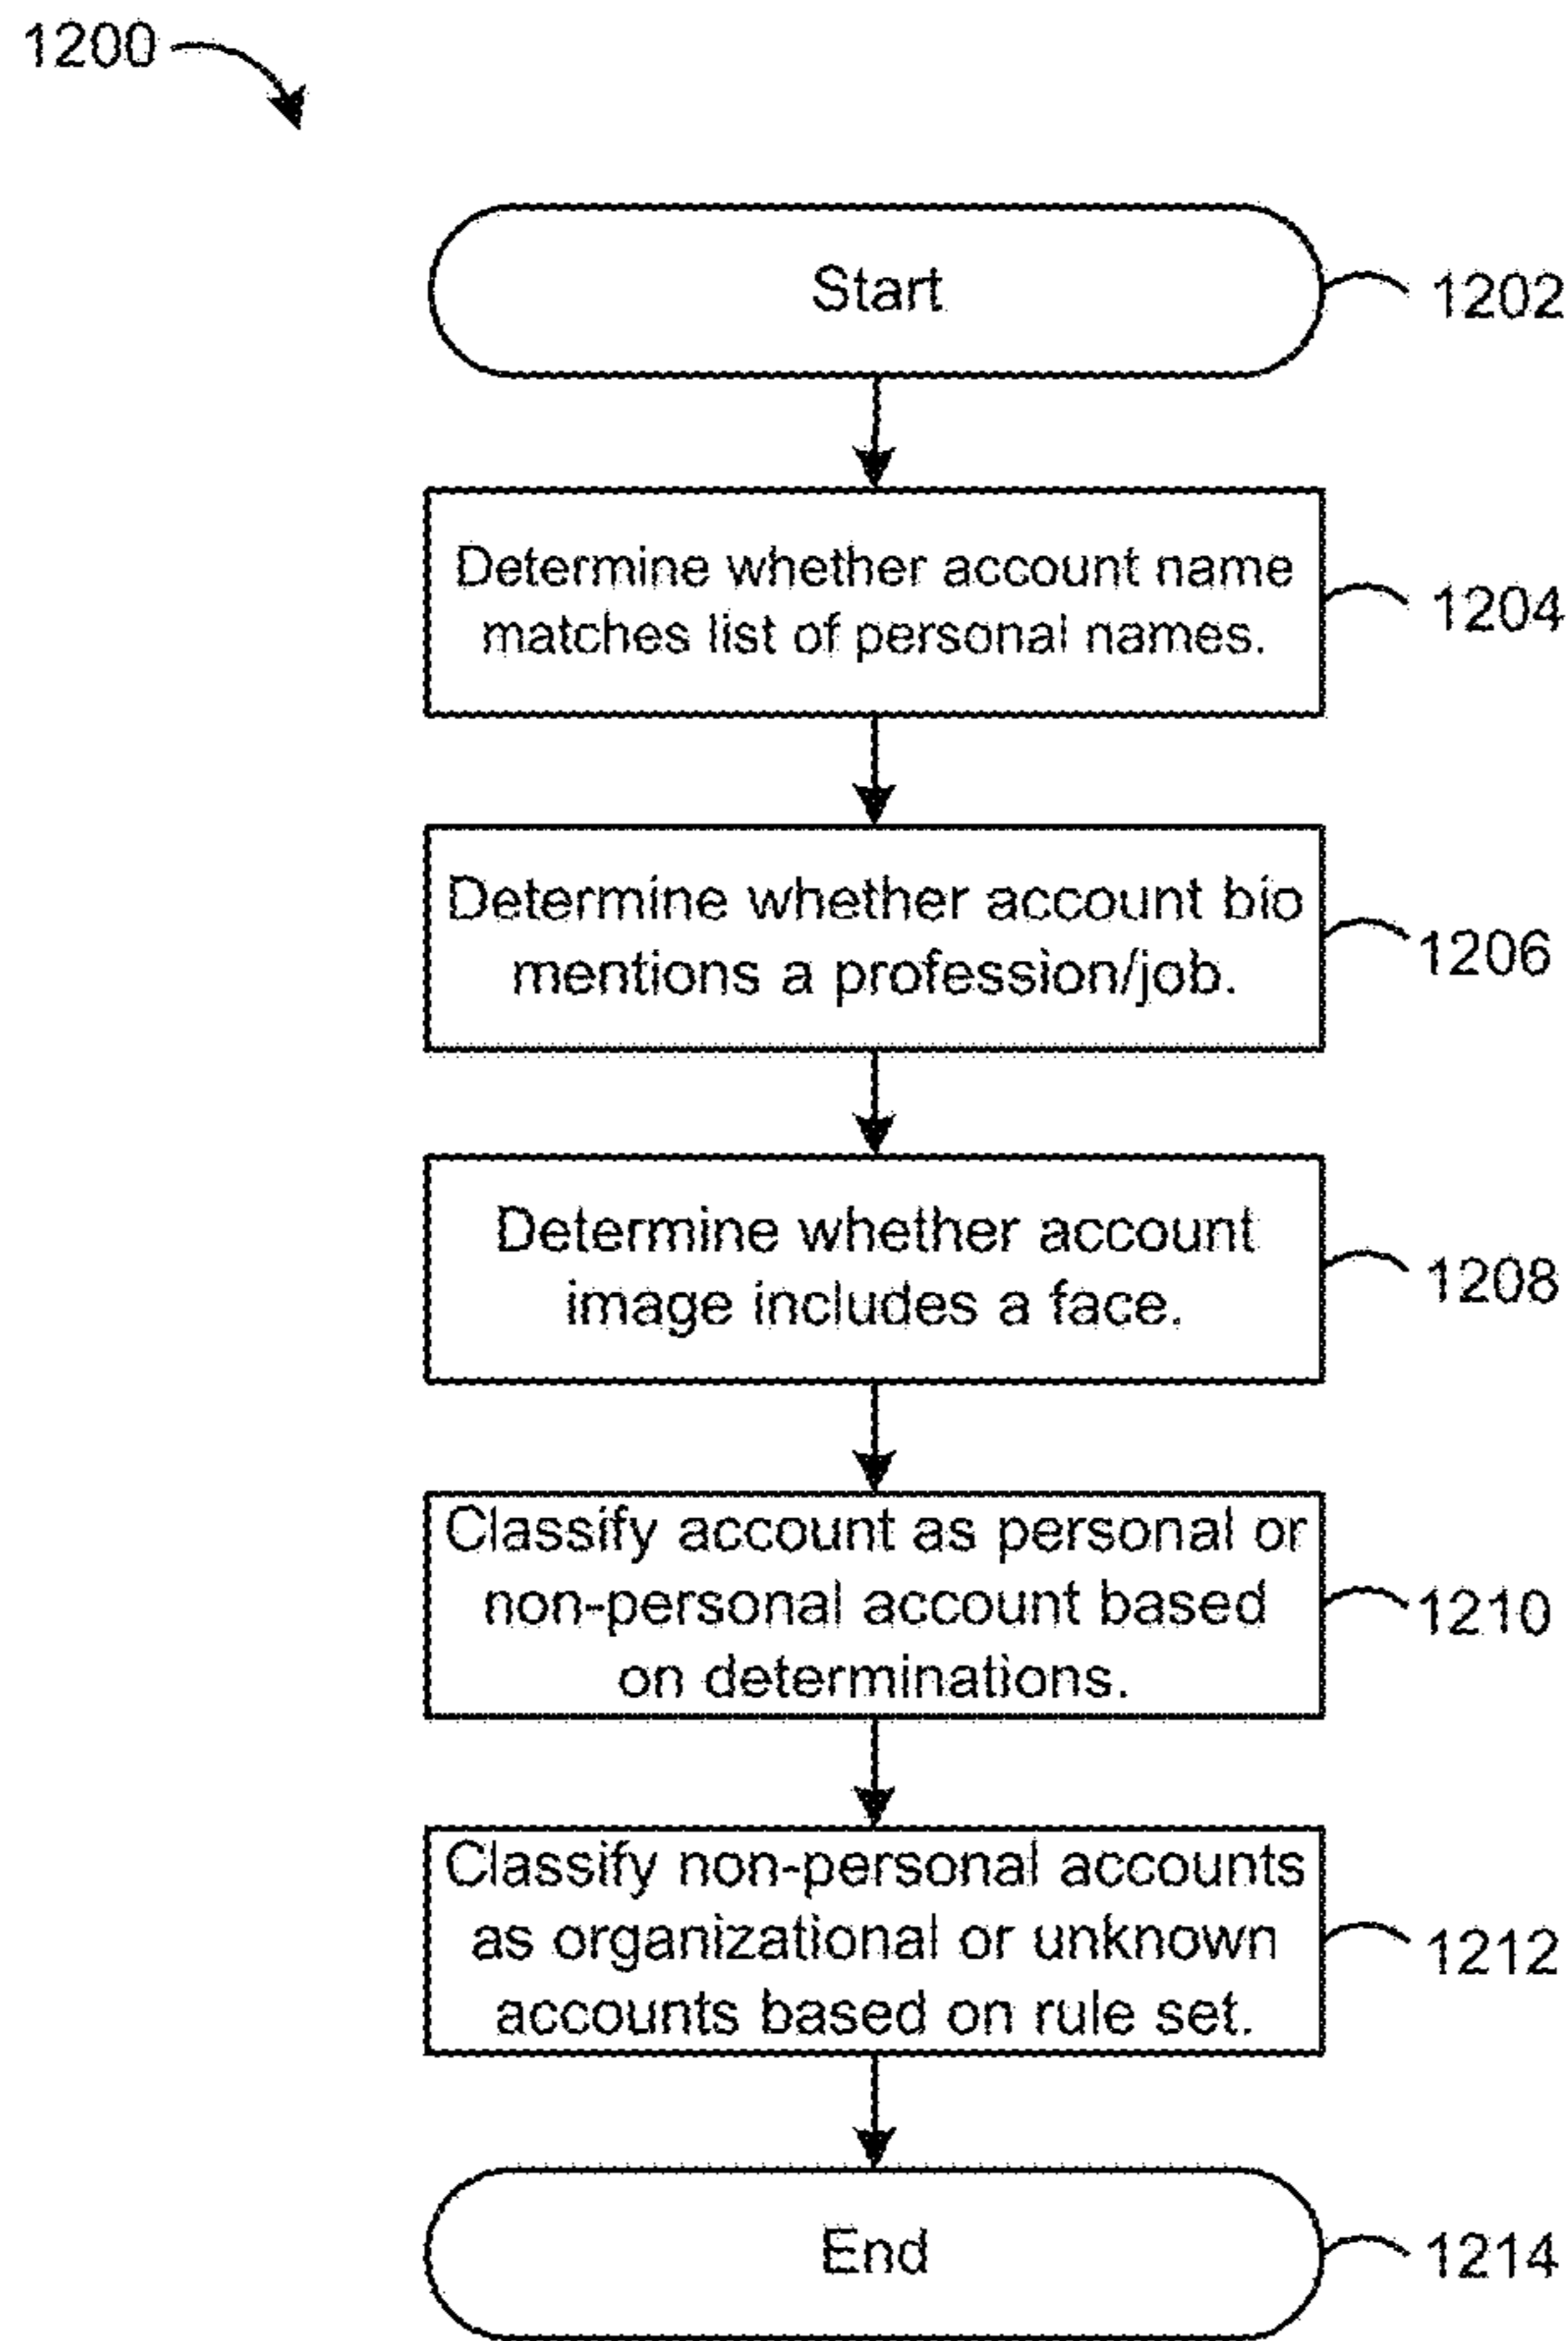 1200
Start
1202
Determine whether account name
matches list of personal names.
1204
Determine whether account bio
mentions a profession/job.
1206
Determine whether account
image includes a face.
1208
Classify account as personal or
non-personal account based
on determinations.
1210
Classify non-personal accounts
as organizational or unknown
accounts based on rule set.
1212
End
1214